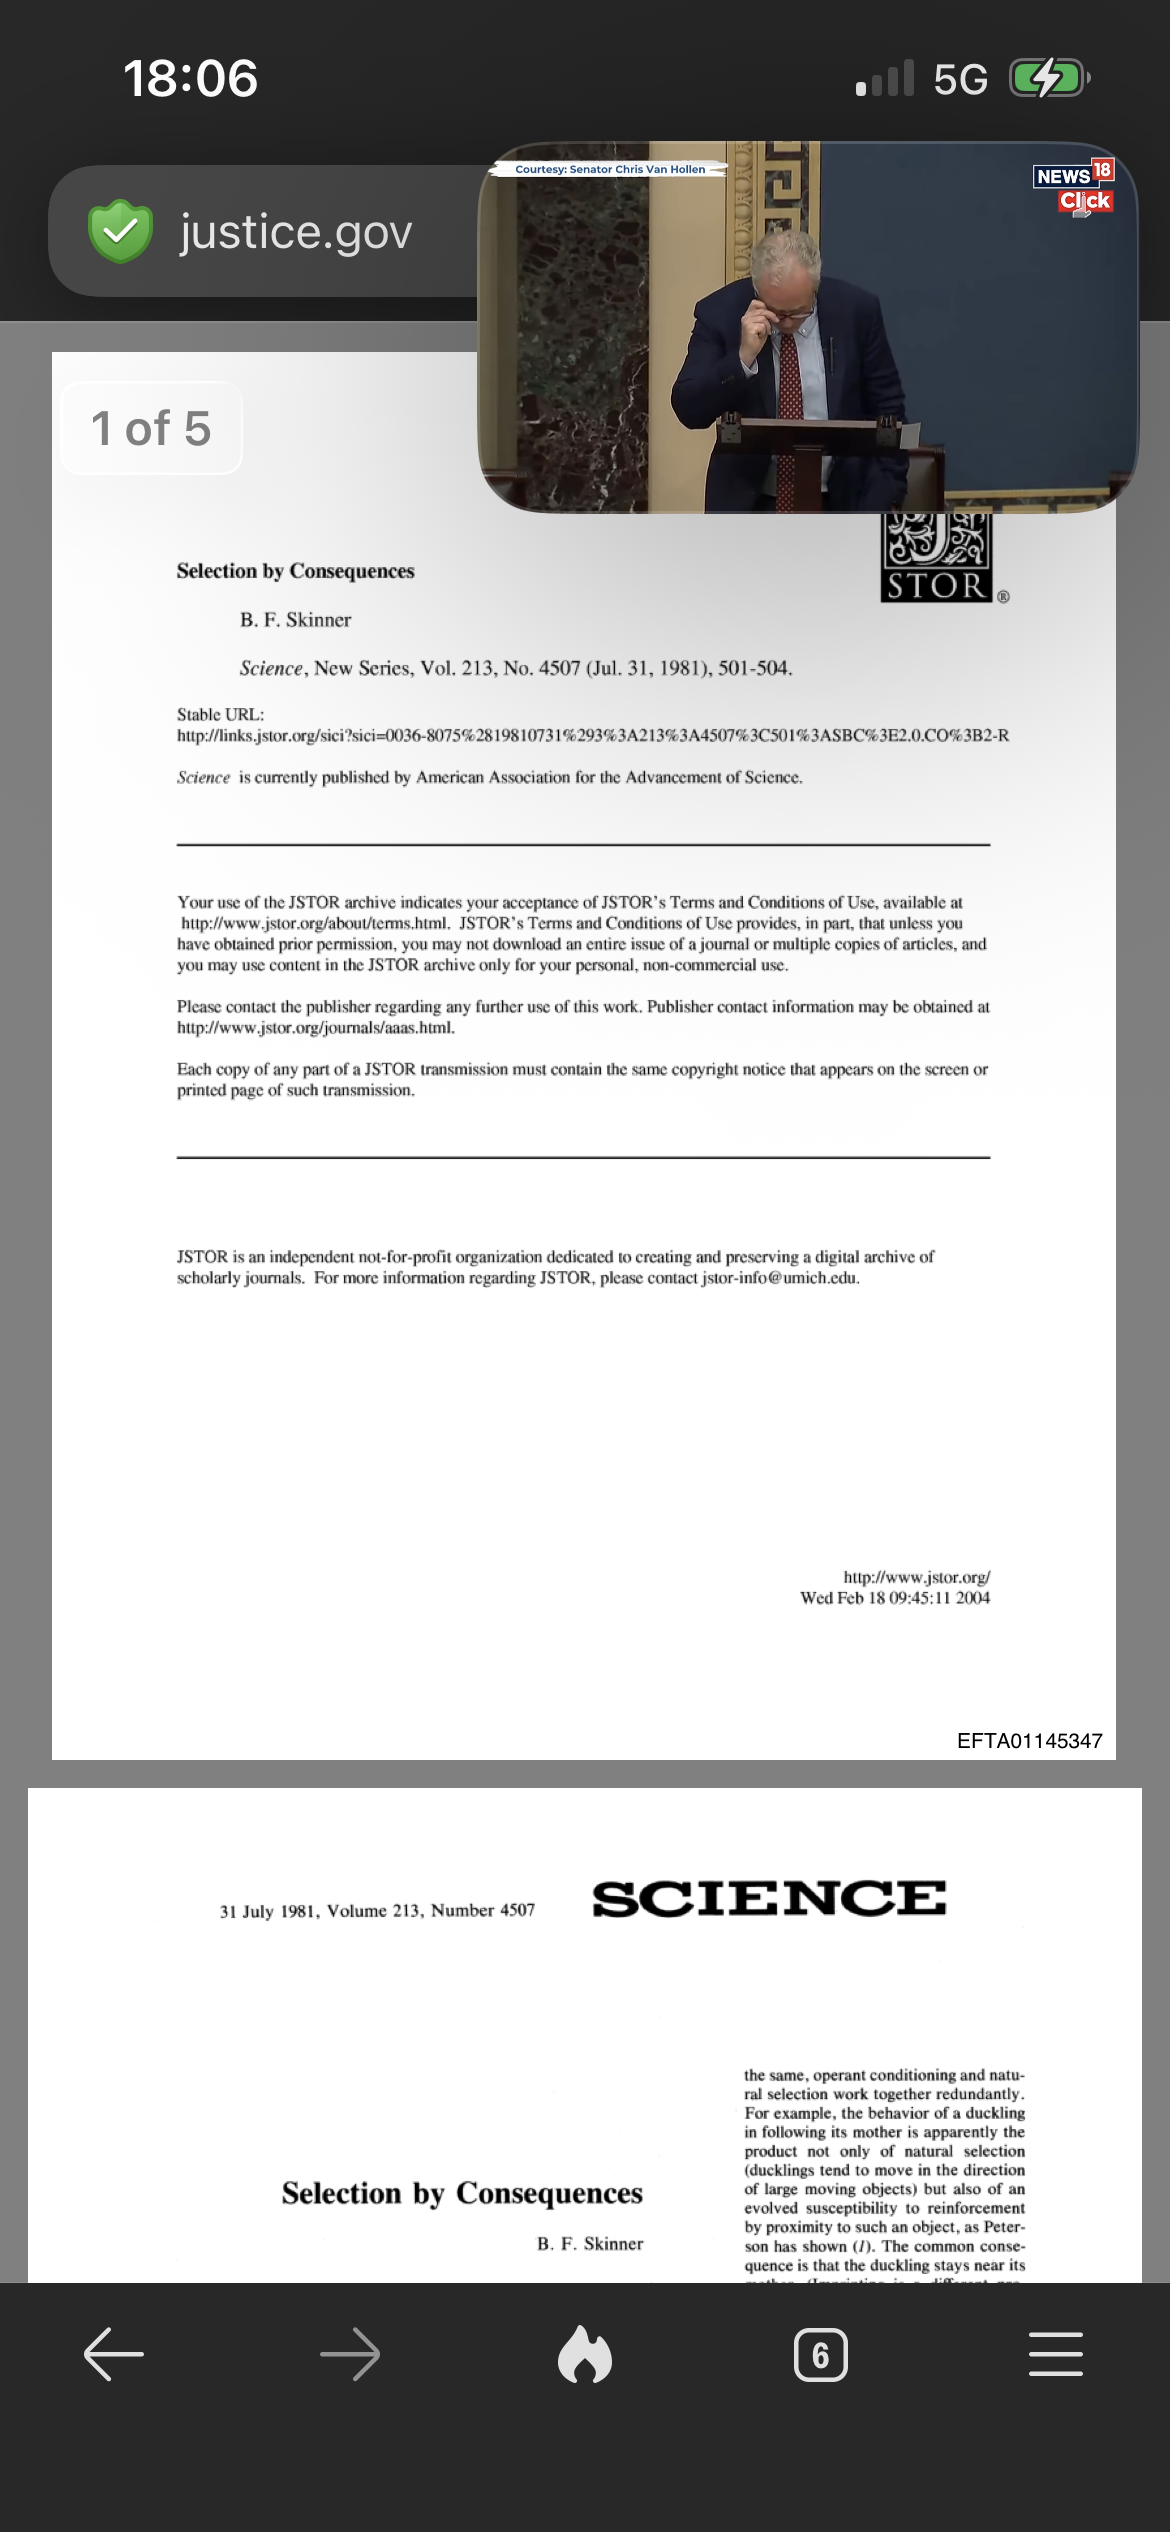 18:06
5G
justice.gov
Courtesy: Senator Chris Van Hollen
NEWS 18
Click
1 of 5
STOR ®
Selection by Consequences
B. F. Skinner
Science, New Series, Vol. 213, No. 4507 (Jul. 31, 1981), 501-504.
Stable URL:
http://links.jstor.org/sici?sici=0036-8075%2819810731%293%3A213%3A4507%3C501%3ASBC%3E2.0.CO%3B2-R
Science is currently published by American Association for the Advancement of Science.
Your use of the JSTOR archive indicates your acceptance of JSTOR's Terms and Conditions of Use, available at
http://www.jstor.org/about/terms.html. JSTOR's Terms and Conditions of Use provides, in part, that unless you
have obtained prior permission, you may not download an entire issue of a journal or multiple copies of articles, and
you may use content in the JSTOR archive only for your personal, non-commercial use.
Please contact the publisher regarding any further use of this work. Publisher contact information may be obtained at
http://www.jstor.org/journals/aaas.html.
Each copy of any part of a JSTOR transmission must contain the same copyright notice that appears on the screen or
printed page of such transmission.
JSTOR is an independent not-for-profit organization dedicated to creating and preserving a digital archive of
scholarly journals. For more information regarding JSTOR, please contact jstor-info@umich.edu.
http://www.jstor.org/
Wed Feb 18 09:45:11 2004
EFTA01145347
31 July 1981, Volume 213, Number 4507
SCIENCE
Selection by Consequences
B. F. Skinner
the same, operant conditioning and natu-
ral selection work together redundantly.
For example, the behavior of a duckling
in following its mother is apparently the
product not only of natural selection
(ducklings tend to move in the direction
of large moving objects) but also of an
evolved susceptibility to reinforcement
by proximity to such an object, as Peter-
son has shown (1). The common conse-
quence is that the duckling stays near its
6